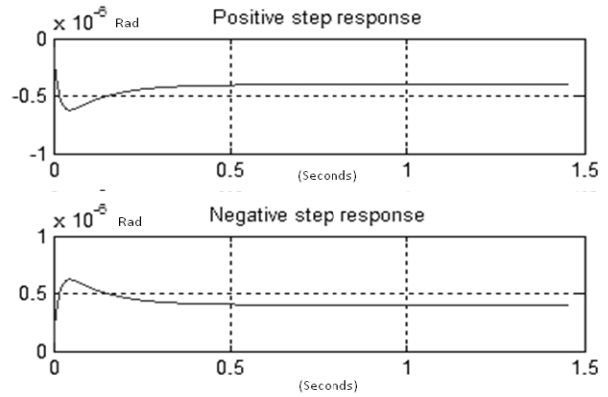 x 10^-6 Rad Positive step response
0
-0.5
-1
0 0.5 1 1.5
(Seconds)
x 10^-6 Rad Negative step response
1
0.5
0
0 0.5 1 1.5
(Seconds)